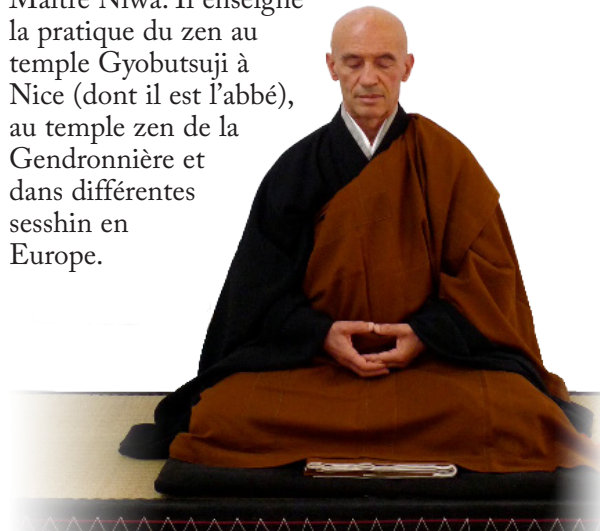 Maître Niwa. Il enseigne
la pratique du zen au
temple Gyobutsuji à
Nice (dont il est l’abbé),
au temple zen de la
Gendronnière et
dans différentes
sesshin en
Europe.